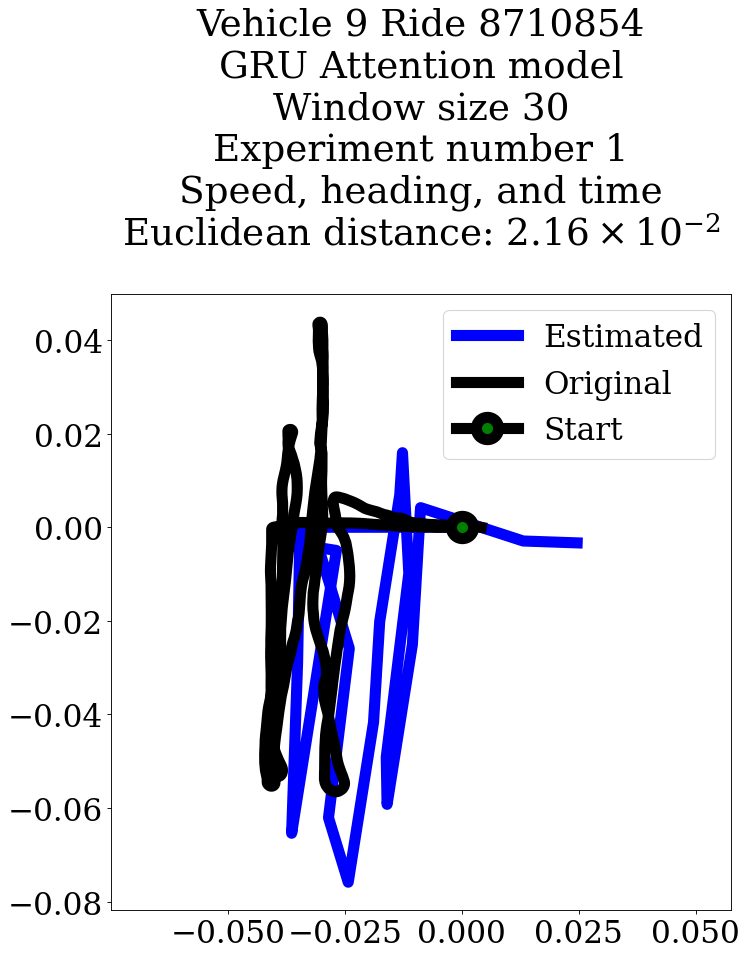 Vehicle 9 Ride 8710854
GRU Attention model
Window size 30
Experiment number 1
Speed, heading, and time
Euclidean distance: 2.16 × 10⁻²
Estimated
Original
Start
0.04
0.02
0.00
−0.02
−0.04
−0.06
−0.08
−0.050 −0.025 0.000 0.025 0.050